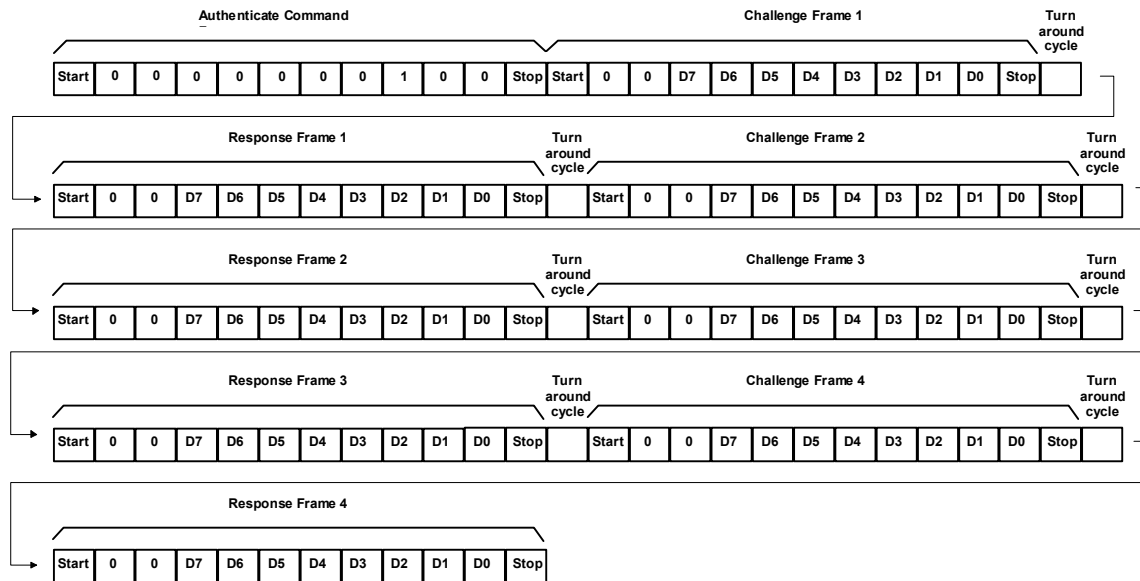 Authenticate Command Challenge Frame 1 Turn
around
cycle
Start 0 0 0 0 0 0 0 1 0 0 Stop Start 0 0 D7 D6 D5 D4 D3 D2 D1 D0 Stop
Response Frame 1 Turn Challenge Frame 2 Turn
around around
cycle cycle
Start 0 0 D7 D6 D5 D4 D3 D2 D1 D0 Stop Start 0 0 D7 D6 D5 D4 D3 D2 D1 D0 Stop
Response Frame 2 Turn Challenge Frame 3 Turn
around around
cycle cycle
Start 0 0 D7 D6 D5 D4 D3 D2 D1 D0 Stop Start 0 0 D7 D6 D5 D4 D3 D2 D1 D0 Stop
Response Frame 3 Turn Challenge Frame 4 Turn
around around
cycle cycle
Start 0 0 D7 D6 D5 D4 D3 D2 D1 D0 Stop Start 0 0 D7 D6 D5 D4 D3 D2 D1 D0 Stop
Response Frame 4
Start 0 0 D7 D6 D5 D4 D3 D2 D1 D0 Stop